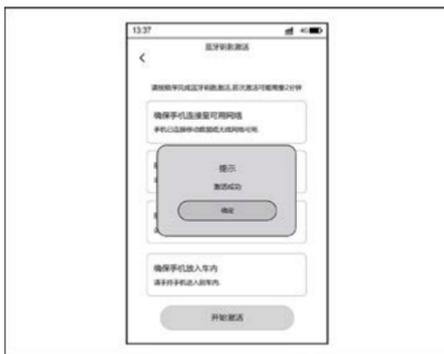 13:37
4G
蓝牙钥匙激活
请按顺序完成蓝牙钥匙激活,首次激活可能需要2分钟
确保手机连接至可用网络
手机已连接移动数据或无线网络可用.
提示
激活成功
确定
确保手机放入车内
请手持手机进入到车内.
开始激活